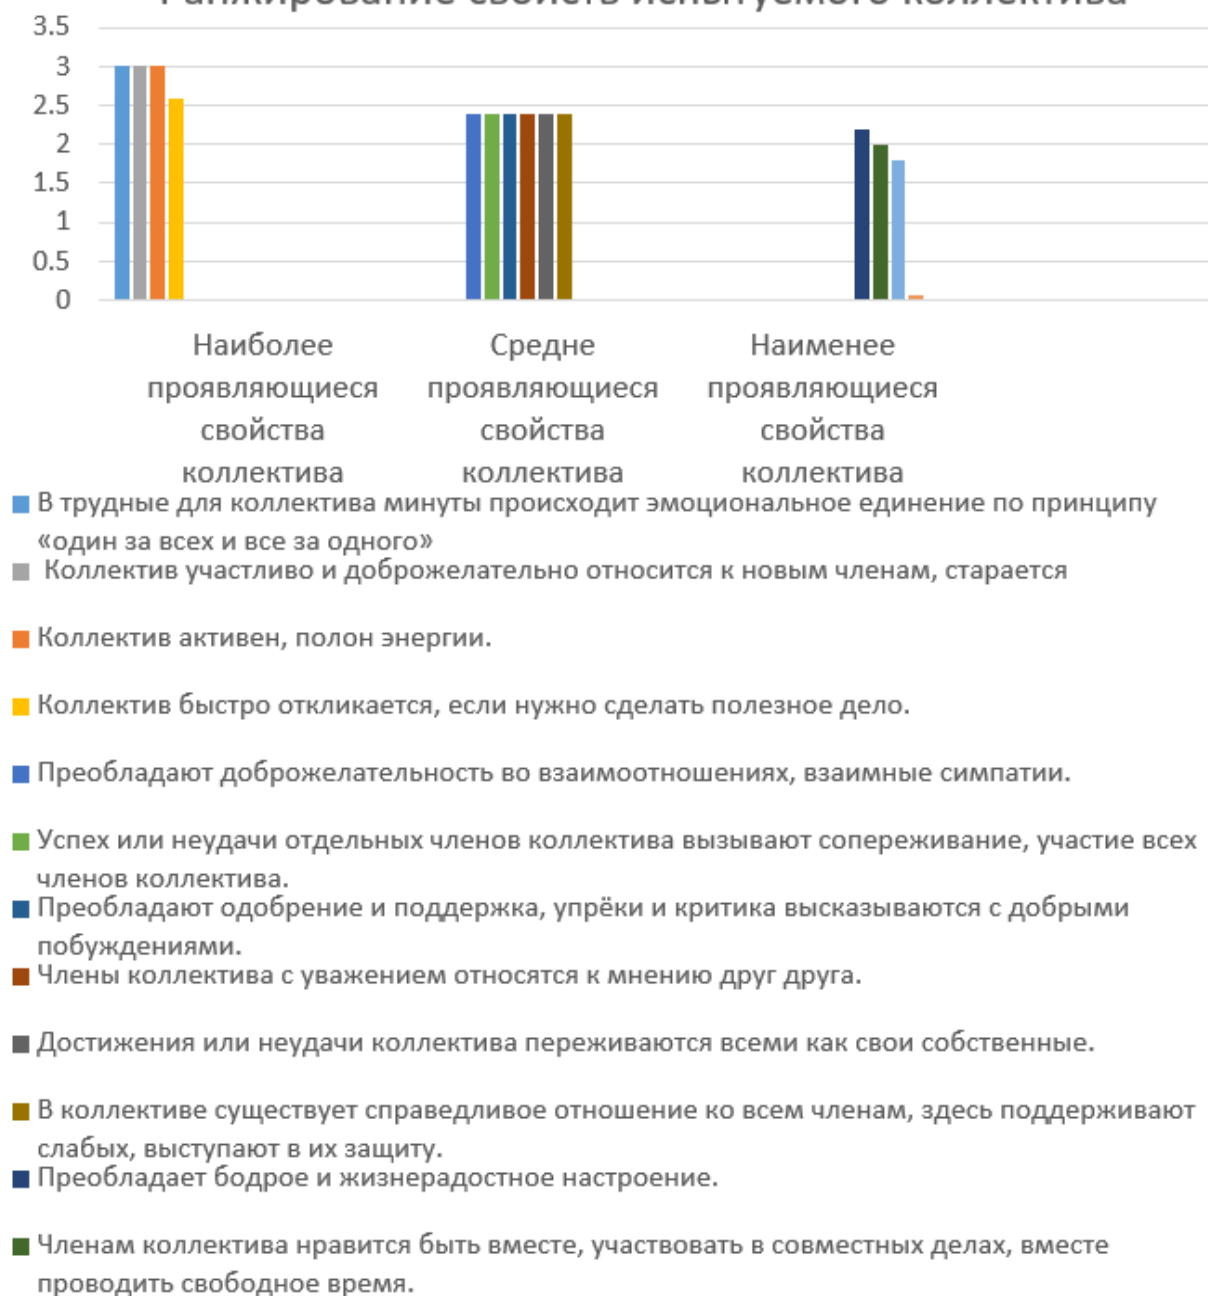 Ранжирование свойств испытуемого коллектива
3.5
3
2.5
2
1.5
1
0.5
0
Наиболее
проявляющиеся
свойства
коллектива
Средне
проявляющиеся
свойства
коллектива
Наименее
проявляющиеся
свойства
коллектива
В трудные для коллектива минуты происходит эмоциональное единение по принципу
«один за всех и все за одного»
Коллектив участливо и доброжелательно относится к новым членам, старается
Коллектив активен, полон энергии.
Коллектив быстро откликается, если нужно сделать полезное дело.
Преобладают доброжелательность во взаимоотношениях, взаимные симпатии.
Успех или неудачи отдельных членов коллектива вызывают сопереживание, участие всех
членов коллектива.
Преобладают одобрение и поддержка, упрёки и критика высказываются с добрыми
побуждениями.
Члены коллектива с уважением относятся к мнению друг друга.
Достижения или неудачи коллектива переживаются всеми как свои собственные.
В коллективе существует справедливое отношение ко всем членам, здесь поддерживают
слабых, выступают в их защиту.
Преобладает бодрое и жизнерадостное настроение.
Членам коллектива нравится быть вместе, участвовать в совместных делах, вместе
проводить свободное время.